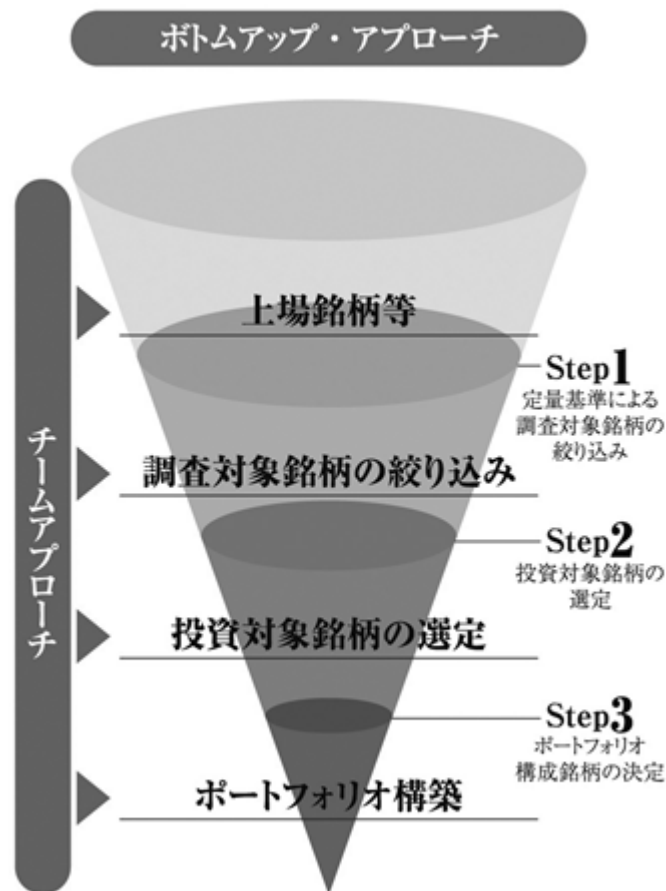 ボトムアップ・アプローチ
チームアプローチ
上場銘柄等
Step1
定量基準による
調査対象銘柄の
絞り込み
調査対象銘柄の絞り込み
Step2
投資対象銘柄の
選定
投資対象銘柄の選定
Step3
ポートフォリオ
構成銘柄の決定
ポートフォリオ構築